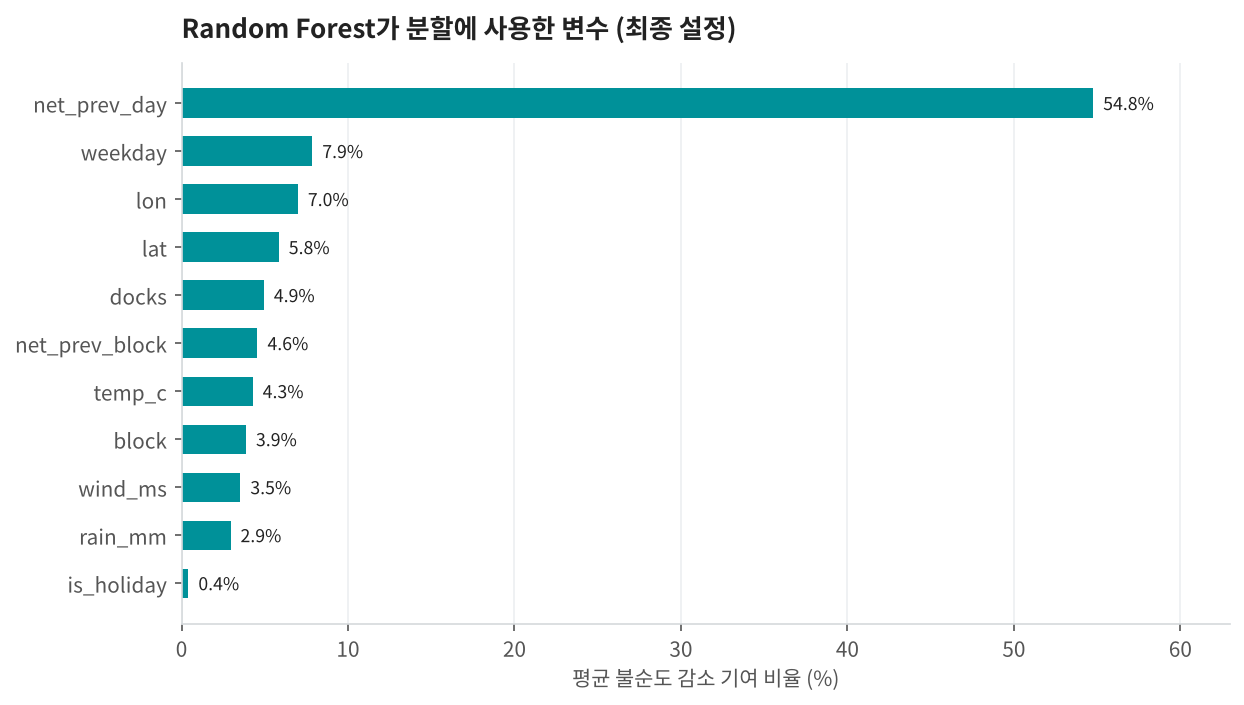 Random Forest가 분할에 사용한 변수 (최종 설정)
net_prev_day 54.8%
weekday 7.9%
lon 7.0%
lat 5.8%
docks 4.9%
net_prev_block 4.6%
temp_c 4.3%
block 3.9%
wind_ms 3.5%
rain_mm 2.9%
is_holiday 0.4%
0 10 20 30 40 50 60
평균 불순도 감소 기여 비율 (%)